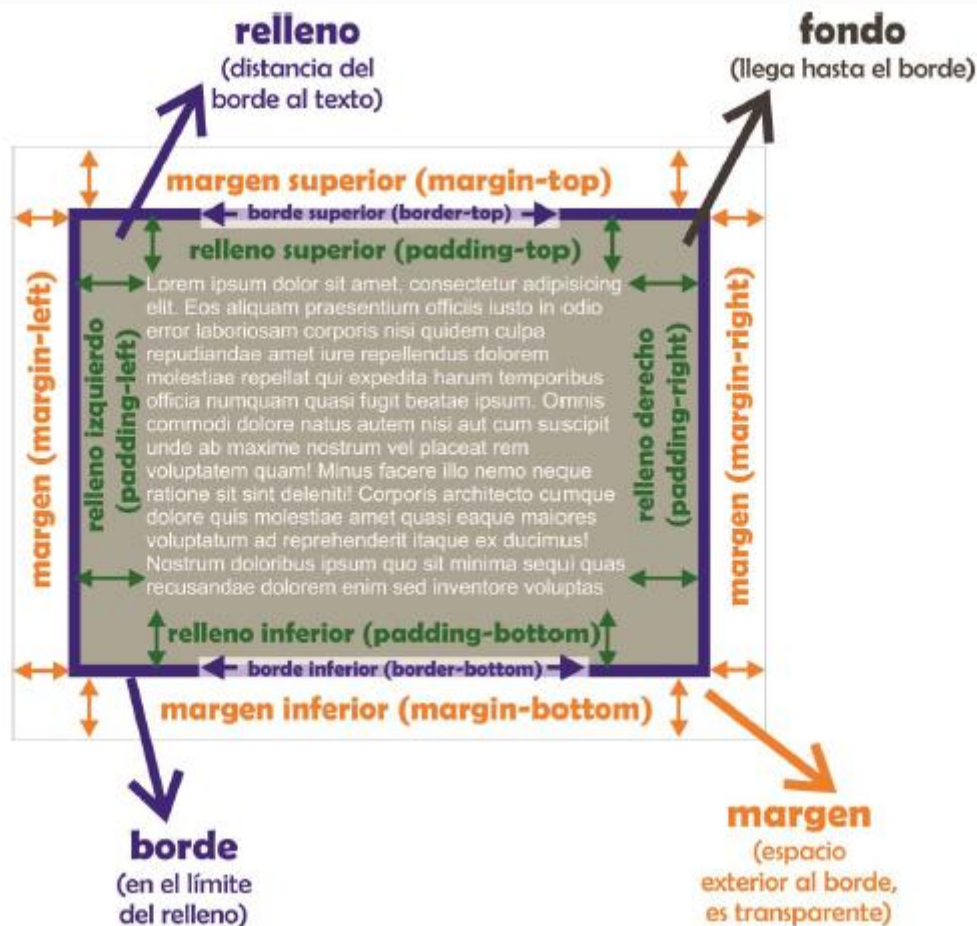 relleno
(distancia del
borde al texto)
fondo
(llega hasta el borde)
margen superior (margin-top)
borde superior (border-top)
relleno superior (padding-top)
margen (margin-left)
relleno izquierdo
(padding-left)
Lorem ipsum dolor sit amet, consectetur adipisicing
elit. Eos aliquam praesentium officiis iusto in odio
error laboriosam corporis nisi quidem culpa
repudiandae amet iure repellendus dolorem
molestiae repellat qui expedita harum temporibus
officia numquam quasi fugit beatae ipsum. Omnis
commodi dolore natus autem nisi aut cum suscipit
unde ab maxime nostrum vel placeat rem
voluptatem quam! Minus facere illo nemo neque
ratione sit sint deleniti! Corporis architecto cumque
dolore quis molestiae amet quasi eaque maiores
voluptatum ad reprehenderit itaque ex ducimus!
Nostrum doloribus ipsum quo sit minima sequi quas
recusandae dolorem enim sed inventore voluptas
relleno derecho
(padding-right)
margen (margin-right)
relleno inferior (padding-bottom)
borde inferior (border-bottom)
margen inferior (margin-bottom)
borde
(en el límite
del relleno)
margen
(espacio
exterior al borde,
es transparente)